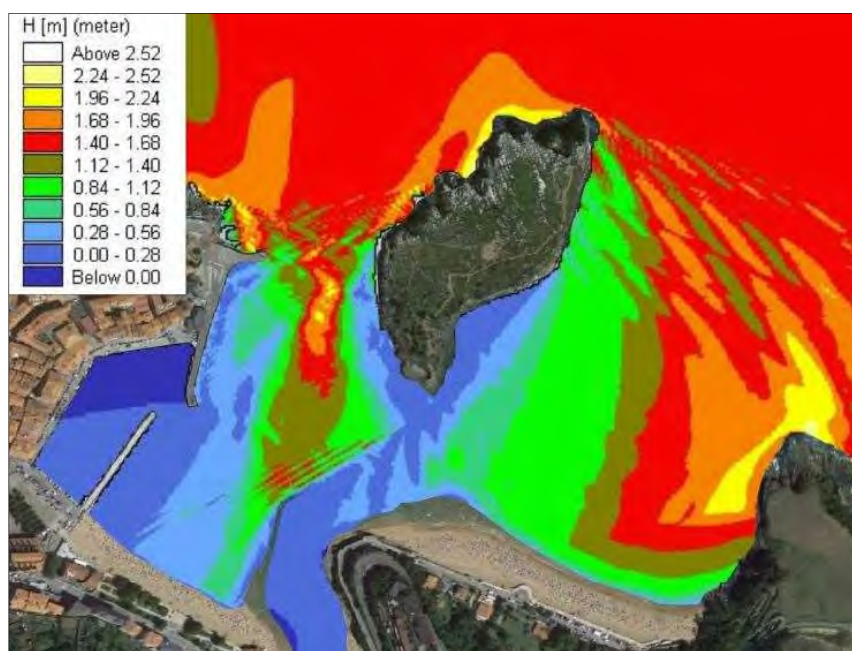 H [m] (meter)
Above 2.52
2.24 - 2.52
1.96 - 2.24
1.68 - 1.96
1.40 - 1.68
1.12 - 1.40
0.84 - 1.12
0.56 - 0.84
0.28 - 0.56
0.00 - 0.28
Below 0.00